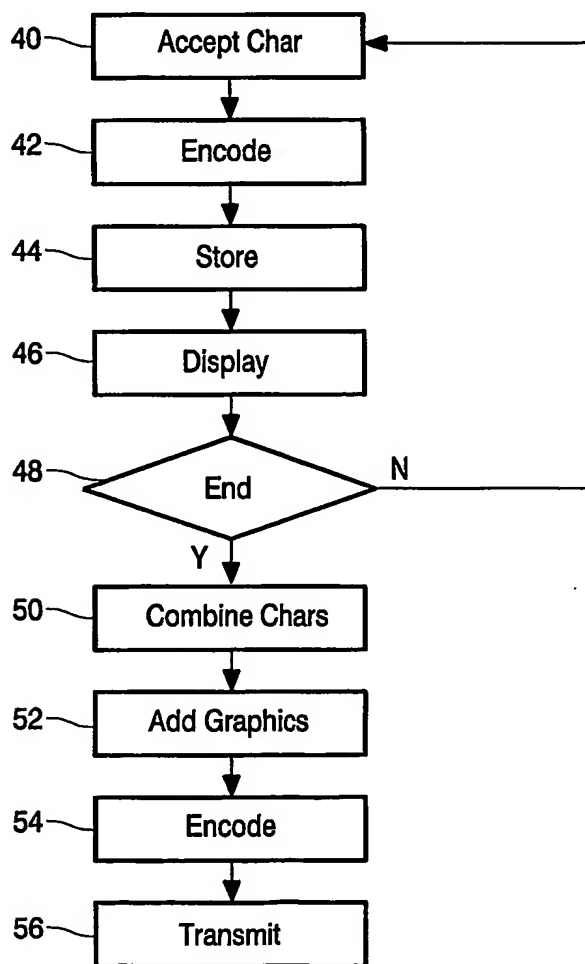 40 Accept Char
42 Encode
44 Store
46 Display
48 End N
Y
50 Combine Chars
52 Add Graphics
54 Encode
56 Transmit